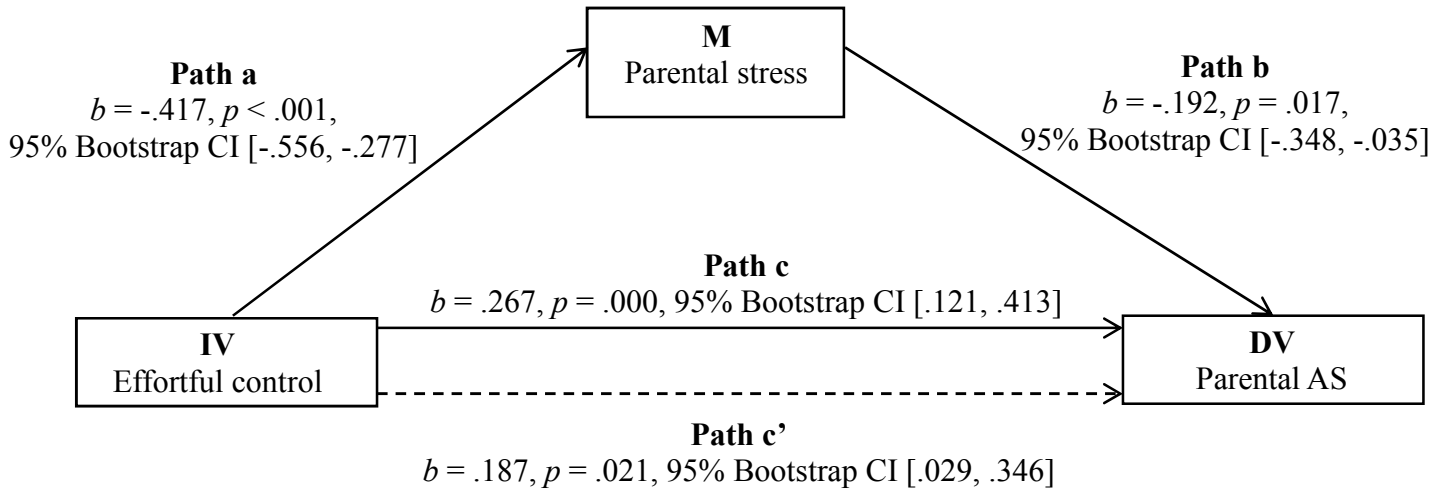 M
Parental stress
Path a
b = -.417, p < .001,
95% Bootstrap CI [-.556, -.277]
Path b
b = -.192, p = .017,
95% Bootstrap CI [-.348, -.035]
Path c
b = .267, p = .000, 95% Bootstrap CI [.121, .413]
IV
Effortful control
DV
Parental AS
Path c’
b = .187, p = .021, 95% Bootstrap CI [.029, .346]